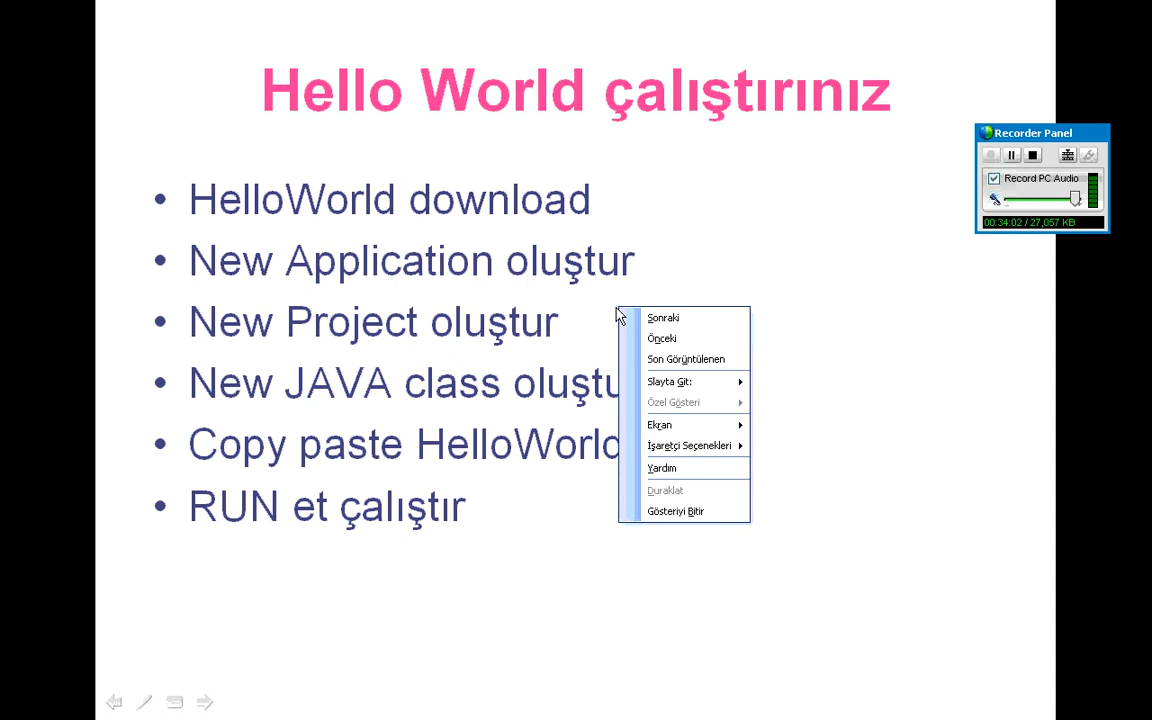 Hello World çalıştırınız
• HelloWorld download
• New Application oluştur
• New Project oluştur
• New JAVA class oluştu
• Copy paste HelloWorld
• RUN et çalıştır
Sonraki
Önceki
Son Görüntülenen
Slayta Git:
Özel Gösteri
Ekran
İşaretçi Seçenekleri
Yardım
Duraklat
Gösteriyi Bitir
Recorder Panel
Record PC Audio
00:34:02 / 27,057 KB